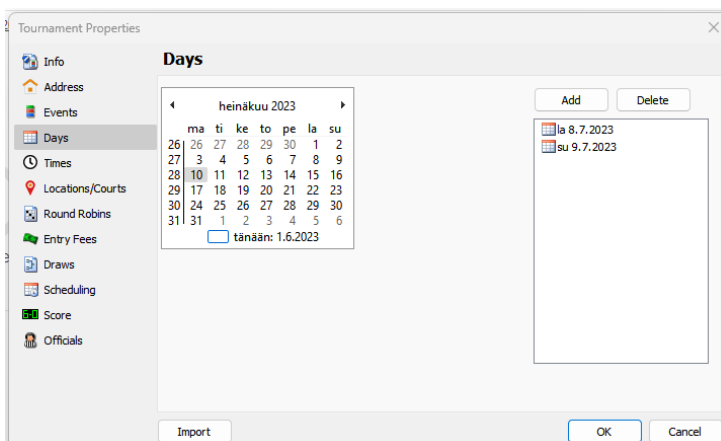 Tournament Properties
Info
Address
Events
Days
Times
Locations/Courts
Round Robins
Entry Fees
Draws
Scheduling
6-0 Score
Officials
Days
heinäkuu 2023
ma ti ke to pe la su
26 26 27 28 29 30 1 2
27 3 4 5 6 7 8 9
28 10 11 12 13 14 15 16
29 17 18 19 20 21 22 23
30 24 25 26 27 28 29 30
31 31 1 2 3 4 5 6
tänään: 1.6.2023
Add Delete
la 8.7.2023
su 9.7.2023
Import OK Cancel